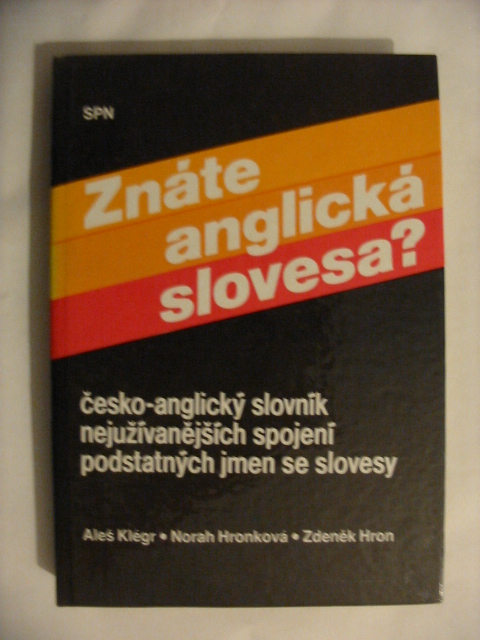 SPN
Znáte
anglická
slovesa?
česko-anglický slovník
nejužívanějších spojení
podstatných jmen se slovesy
Aleš Klégr • Norah Hronková • Zdeněk Hron